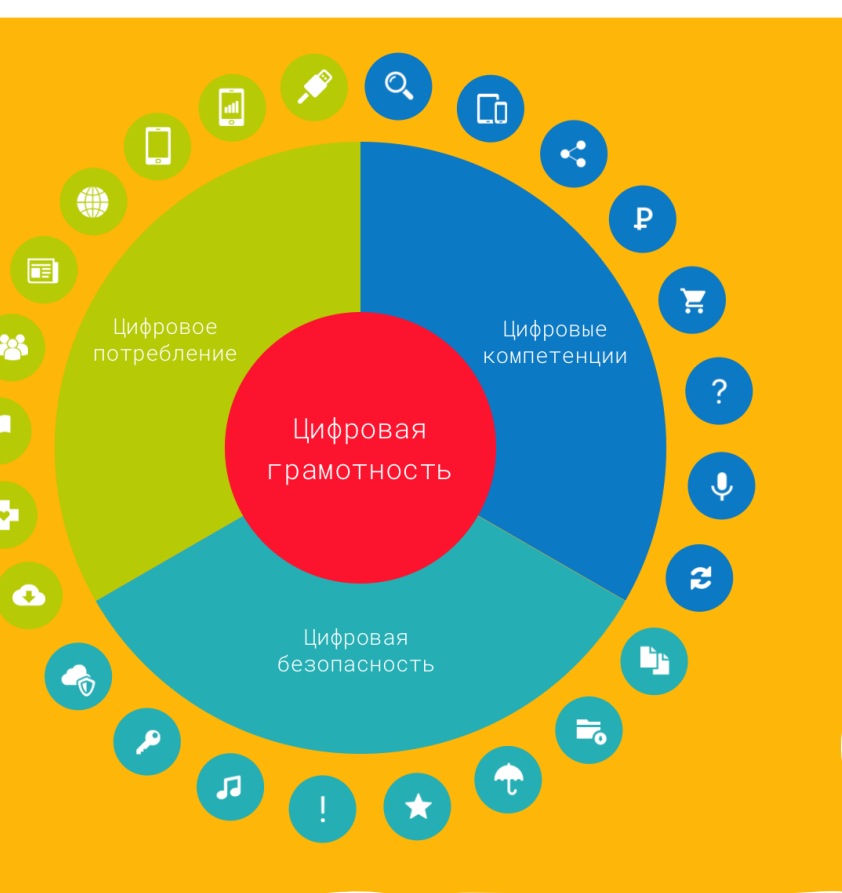 Цифровое
потребление
Цифровые
компетенции
Цифровая
грамотность
Цифровая
безопасность
?
!